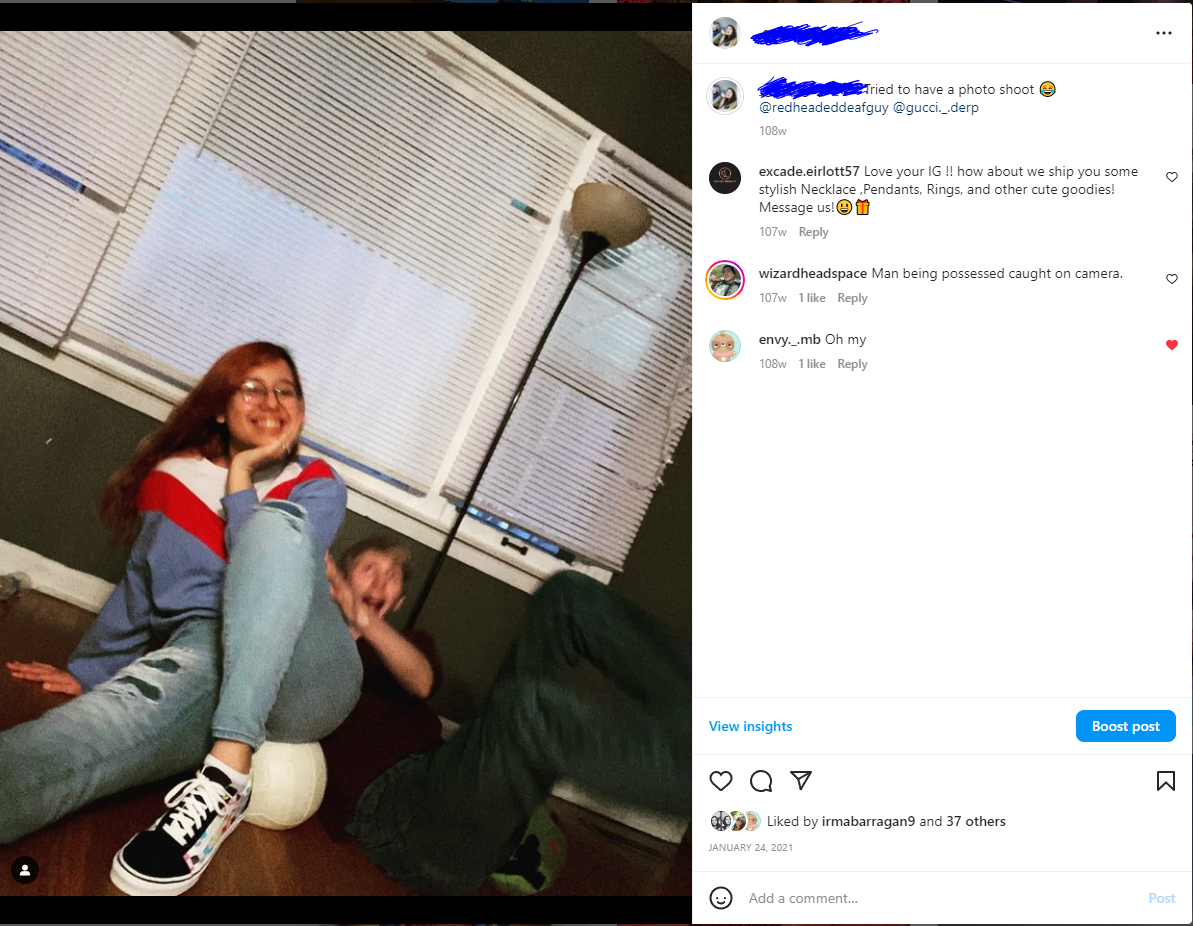 Tried to have a photo shoot 😂
@redheadeddeafguy @gucci._.derp
108w
excade.eirlott57 Love your IG !! how about we ship you some
stylish Necklace ,Pendants, Rings, and other cute goodies!
Message us!😀🎁
107w Reply
wizardheadspace Man being possessed caught on camera.
107w 1 like Reply
envy._.mb Oh my
108w 1 like Reply
View insights
Boost post
Liked by irmabarragan9 and 37 others
JANUARY 24, 2021
Add a comment...
Post